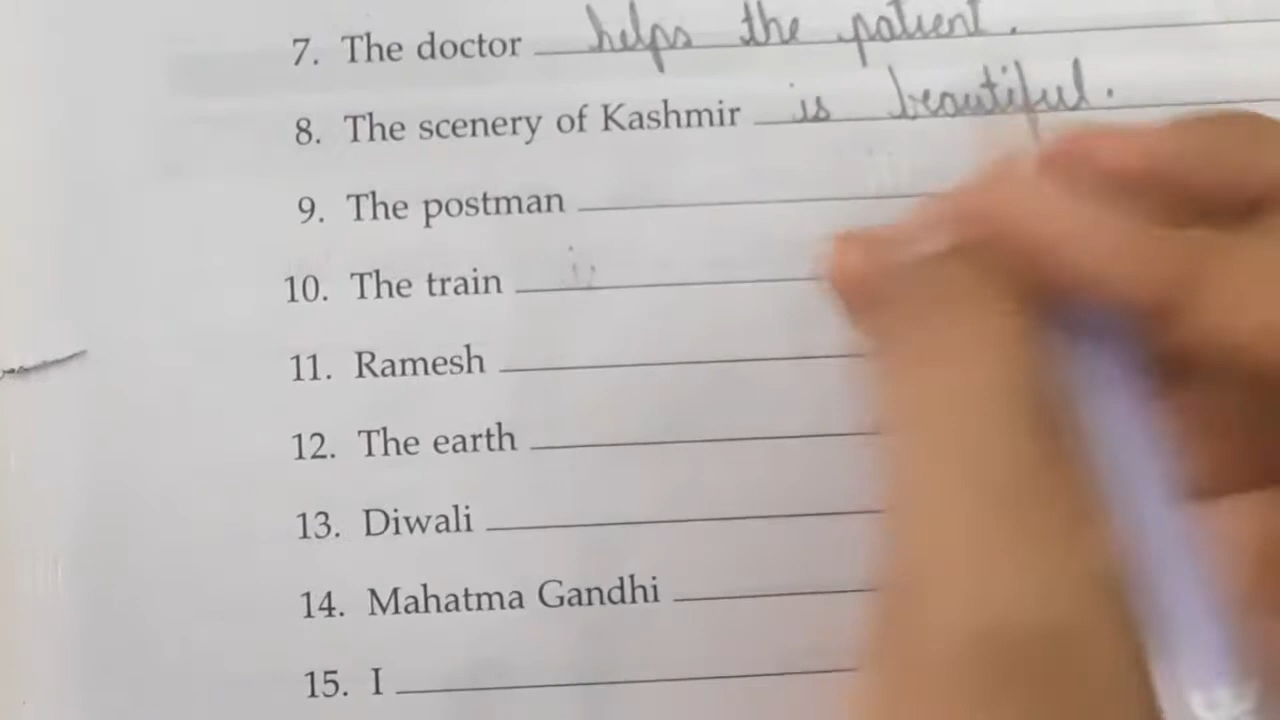 7. The doctor helps the patient.
8. The scenery of Kashmir is beautiful.
9. The postman
10. The train
11. Ramesh
12. The earth
13. Diwali
14. Mahatma Gandhi
15. I